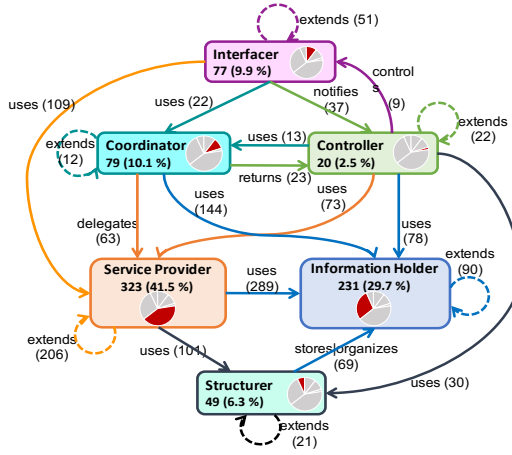 extends (51)
Interfacer
77 (9.9 %)
control
s
(9)
uses (109)
uses (22)
notifies
(37)
extends
(12)
Coordinator
79 (10.1 %)
uses (13)
returns (23)
Controller
20 (2.5 %)
extends
(22)
delegates
(63)
uses
(144)
uses
(73)
uses
(78)
Service Provider
323 (41.5 %)
uses
(289)
Information Holder
231 (29.7 %)
extends
(90)
extends
(206)
uses (101)
stores|organizes
(69)
uses (30)
Structurer
49 (6.3 %)
extends
(21)